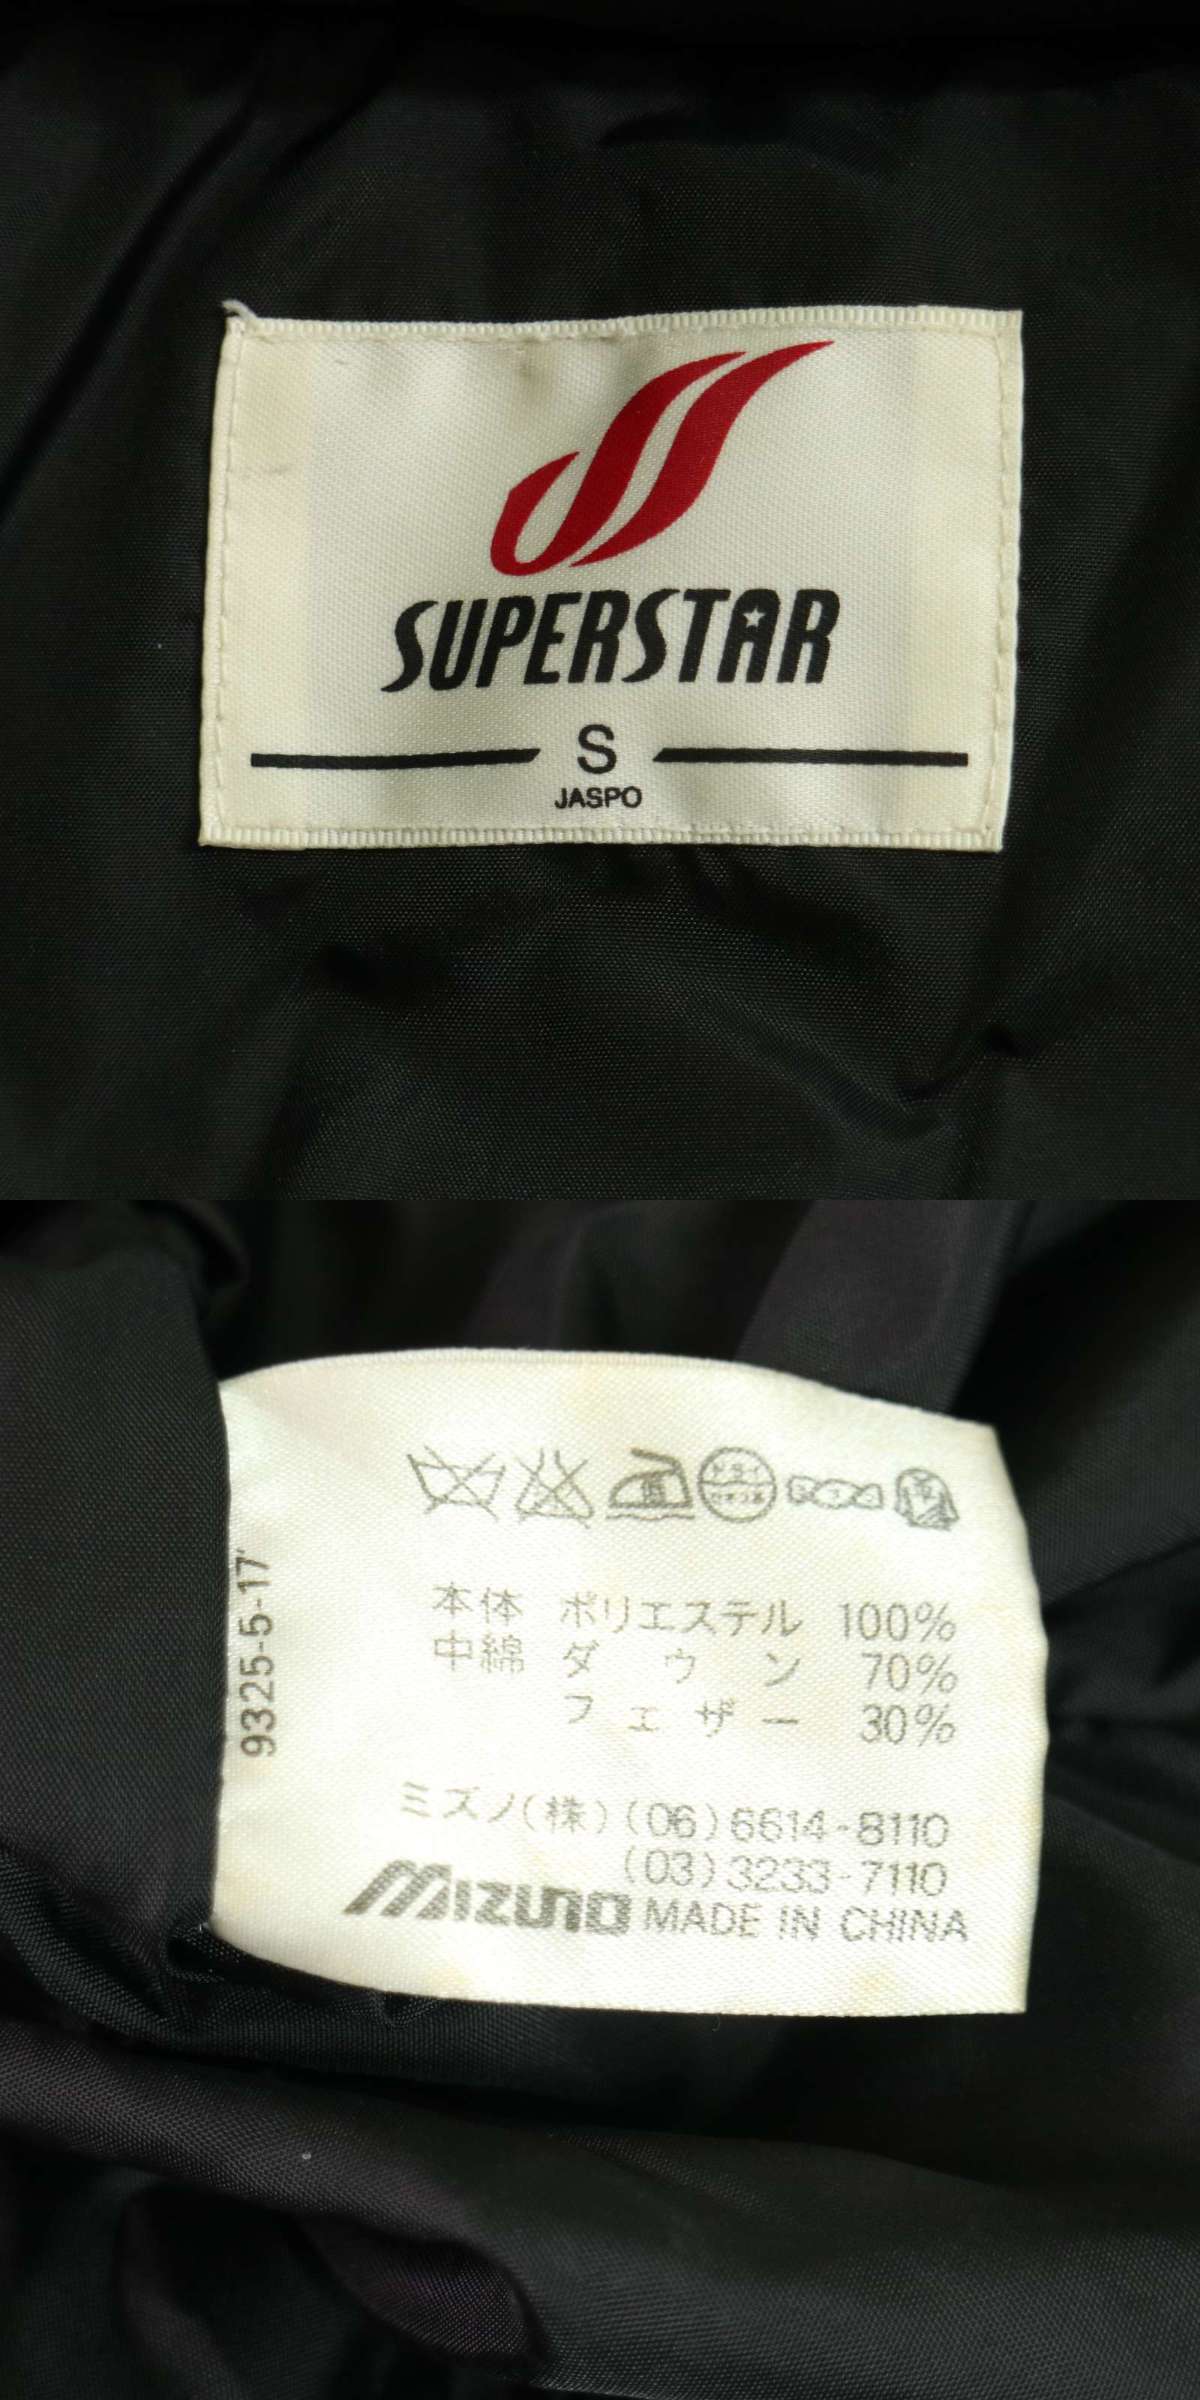 SUPERSTAR
S
JASPO
9325-5-17
本体 ポリエステル 100%
中綿 ダウン 70%
フェザー 30%
ミズノ(株) (06)6614-8110
(03)3233-7110
MIZUNO MADE IN CHINA